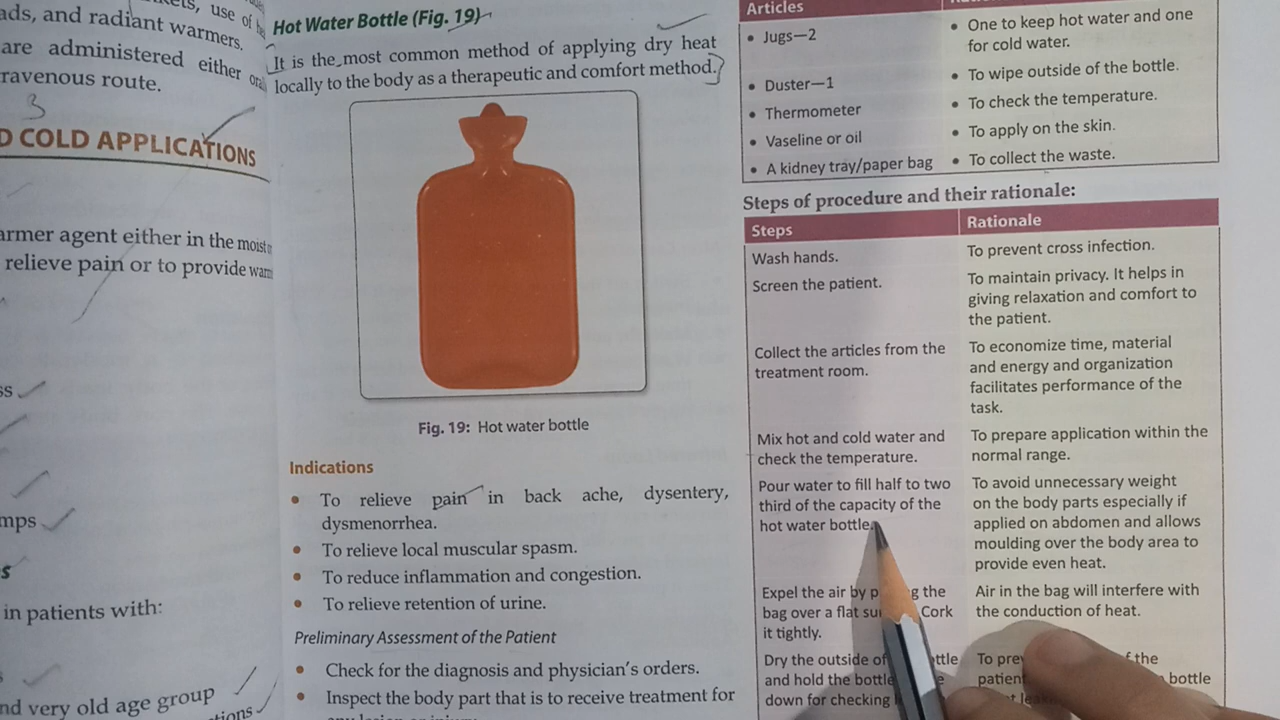 use of
ads, and radiant warmers.
are administered either
ravenous route.
3
D COLD APPLICATIONS
armer agent either in the moist
relieve pain or to provide
ss
mps
s
in patients with:
nd very old age group
Hot Water Bottle (Fig. 19)
It is the most common method of applying dry heat
locally to the body as a therapeutic and comfort method.
Fig. 19: Hot water bottle
Indications
• To relieve pain in back ache, dysentery,
dysmenorrhea.
• To relieve local muscular spasm.
• To reduce inflammation and congestion.
• To relieve retention of urine.
Preliminary Assessment of the Patient
• Check for the diagnosis and physician's orders.
• Inspect the body part that is to receive treatment for
Articles
• Jugs—2
• One to keep hot water and one
for cold water.
• Duster—1
• To wipe outside of the bottle.
• Thermometer
• To check the temperature.
• Vaseline or oil
• To apply on the skin.
• A kidney tray/paper bag
• To collect the waste.
Steps of procedure and their rationale:
Steps
Rationale
Wash hands.
To prevent cross infection.
Screen the patient.
To maintain privacy. It helps in
giving relaxation and comfort to
the patient.
Collect the articles from the
treatment room.
To economize time, material
and energy and organization
facilitates performance of the
task.
Mix hot and cold water and
check the temperature.
To prepare application within the
normal range.
Pour water to fill half to two
third of the capacity of the
hot water bottle.
To avoid unnecessary weight
on the body parts especially if
applied on abdomen and allows
moulding over the body area to
provide even heat.
Expel the air by the
bag over a flat Cork
it tightly.
Air in the bag will interfere with
the conduction of heat.
Dry the outside of
and hold the bottle
down for checking
To the
bottle